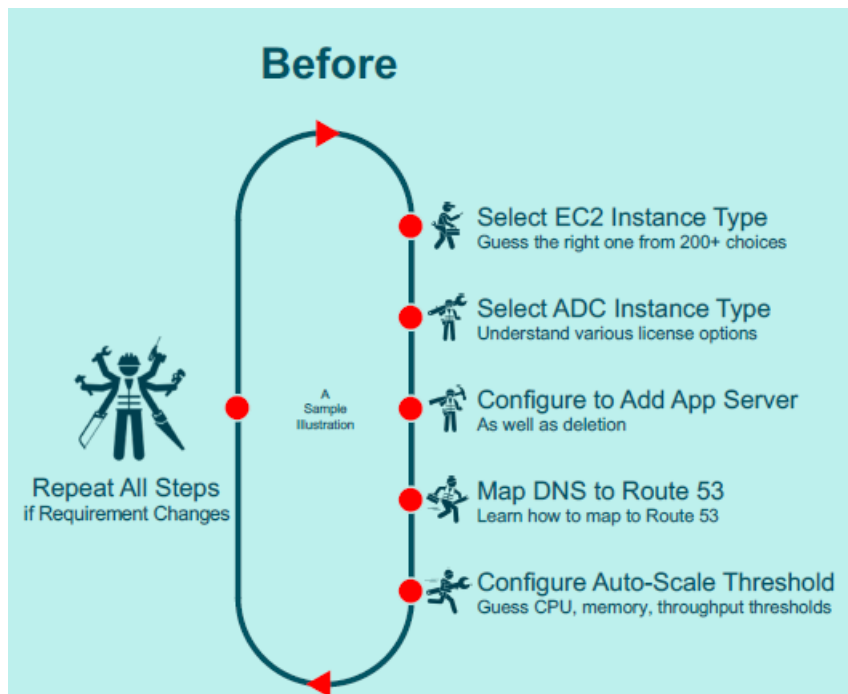 Before
Select EC2 Instance Type
Guess the right one from 200+ choices
Select ADC Instance Type
Understand various license options
A
Sample
Illustration
Configure to Add App Server
As well as deletion
Repeat All Steps
if Requirement Changes
Map DNS to Route 53
Learn how to map to Route 53
Configure Auto-Scale Threshold
Guess CPU, memory, throughput thresholds